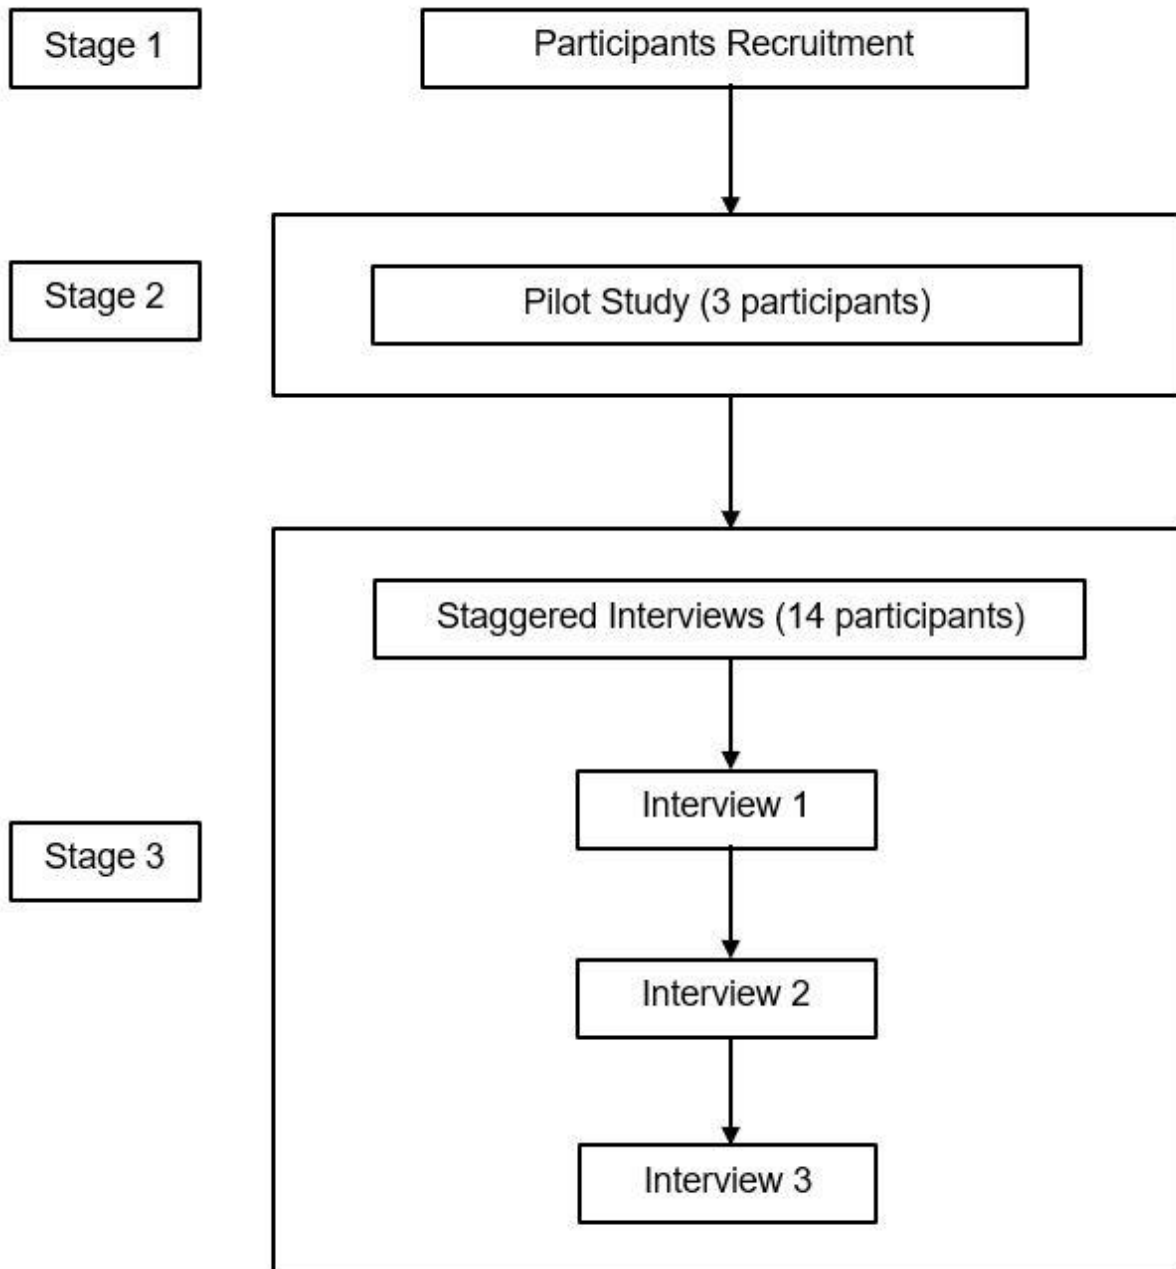 Stage 1
Participants Recruitment
Stage 2
Pilot Study (3 participants)
Staggered Interviews (14 participants)
Interview 1
Stage 3
Interview 2
Interview 3